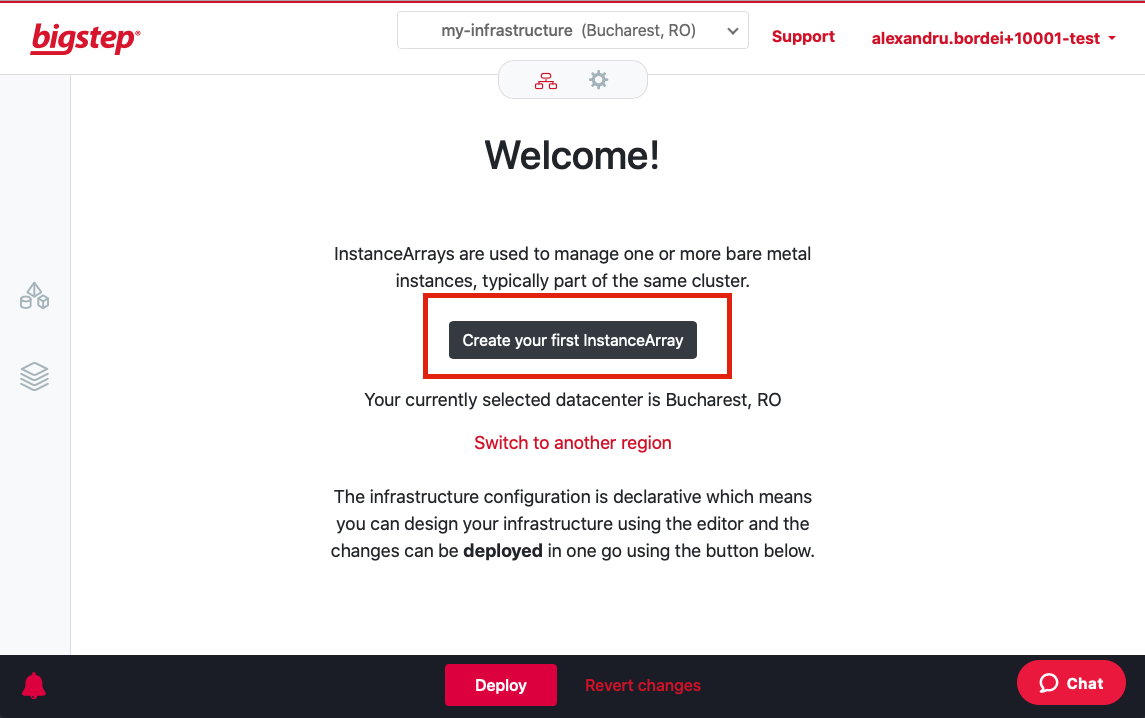 bigstep®
my-infrastructure (Bucharest, RO)
Support
alexandru.bordei+10001-test
Welcome!
InstanceArrays are used to manage one or more bare metal
instances, typically part of the same cluster.
Create your first InstanceArray
Your currently selected datacenter is Bucharest, RO
Switch to another region
The infrastructure configuration is declarative which means
you can design your infrastructure using the editor and the
changes can be deployed in one go using the button below.
Deploy
Revert changes
Chat